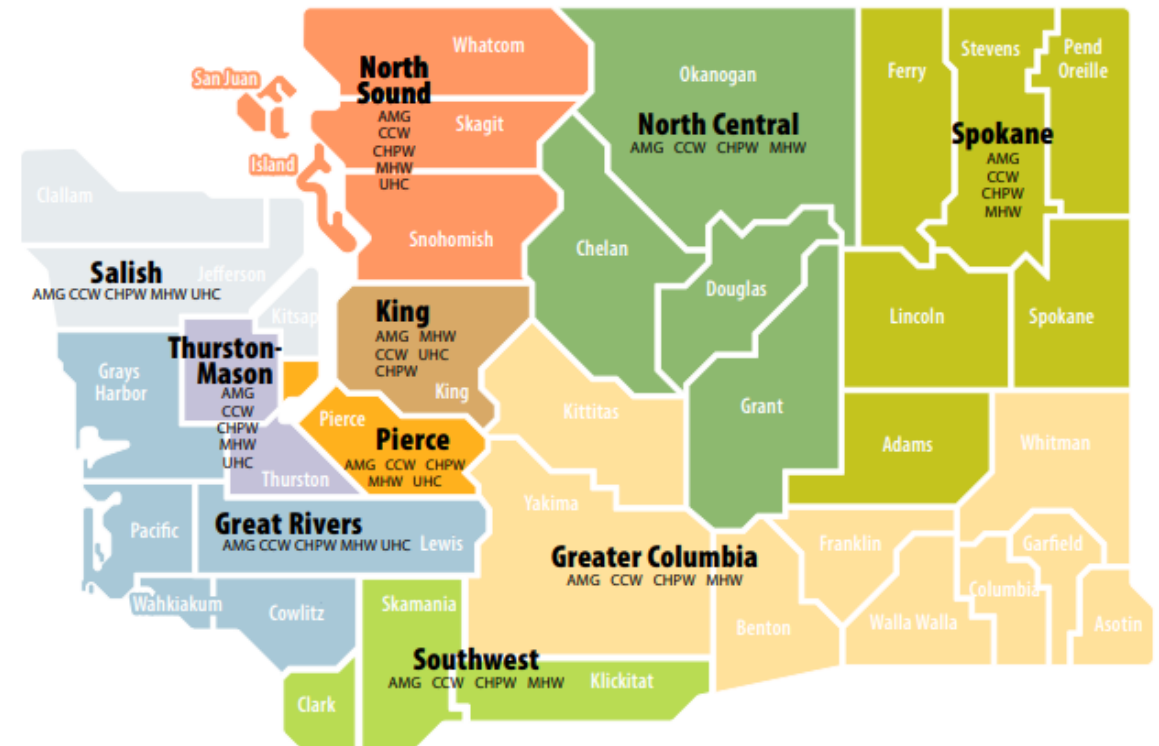 Whatcom
San Juan
North
Sound
AMG
CCW
CHPW
MHW
UHC
Skagit
Island
Snohomish
Okanogan
North Central
AMG CCW CHPW MHW
Chelan
Douglas
Grant
Ferry
Stevens
Pend
Oreille
Spokane
AMG
CCW
CHPW
MHW
Lincoln
Spokane
Adams
Whitman
Clallam
Salish
Jefferson
AMG CCW CHPW MHW UHC
Kitsap
King
AMG MHW
CCW UHC
CHPW
King
Grays
Harbor
Thurston-
Mason
AMG
CCW
CHPW
MHW
UHC
Thurston
Pierce
Pierce
AMG CCW CHPW
MHW UHC
Kittitas
Yakima
Greater Columbia
AMG CCW CHPW MHW
Franklin
Garfield
Columbia
Benton
Walla Walla
Asotin
Pacific
Great Rivers
AMG CCW CHPW MHW UHC
Lewis
Wahkiakum
Cowlitz
Skamania
Southwest
AMG CCW CHPW MHW
Klickitat
Clark